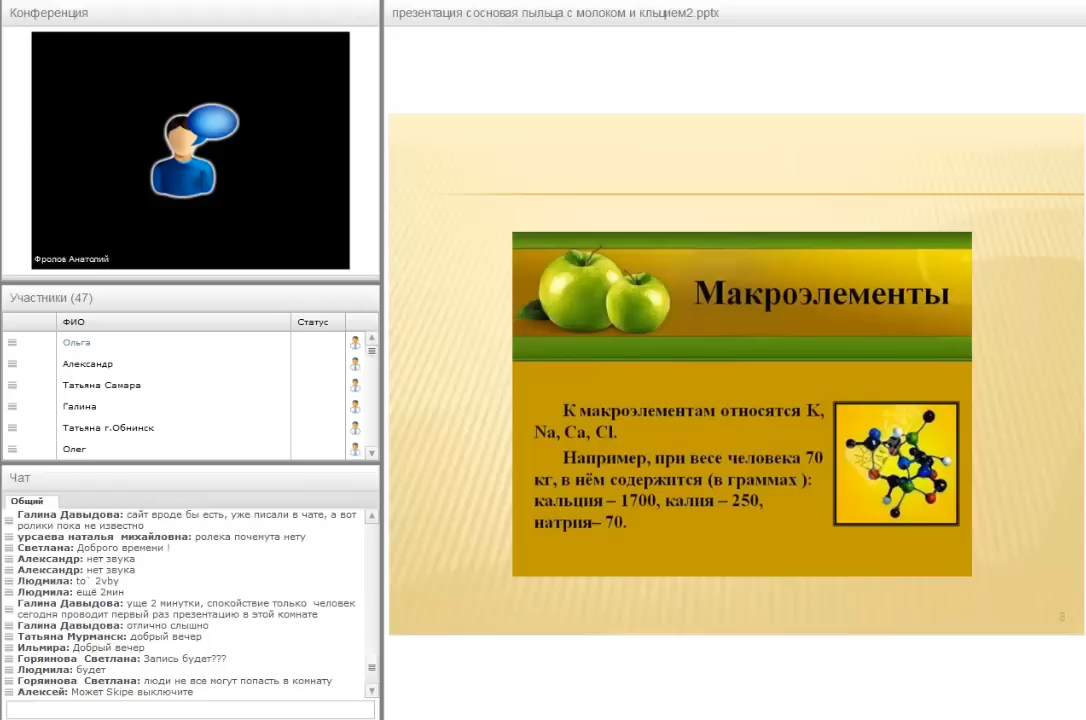 Конференция
Фролов Анатолий
Участники (47)
ФИО Статус
Ольга
Александр
Татьяна Самара
Галина
Татьяна г.Обнинск
Олег
Чат
Общий
Галина Давыдова: сайт вроде бы есть, уже писали в чате, а вот
ролики пока не известно
урсаева наталья михайловна: ролека поченута нету
Светлана: Доброго времени !
Александр: нет звука
Александр: нет звука
Людмила: to` 2vby
Людмила: ещё 2мин
Галина Давыдова: уще 2 минутки, спокойствие только человек
сегодня проводит первый раз презентацию в этой комнате
Галина Давыдова: отлично слышно
Татьяна Мурманск: добрый вечер
Ильмира: Добрый вечер
Горяинова Светлана: Запись будет???
Людмила: будет
Горяинова Светлана: люди не все могут попасть в комнату
Алексей: Может Skipe выключите
презентация сосновая пыльца с молоком и кльцием2.pptx
Макроэлементы
К макроэлементам относятся K,
Na, Ca, Cl.
Например, при весе человека 70
кг, в нём содержится (в граммах ):
кальция – 1700, калия – 250,
натрия– 70.
8